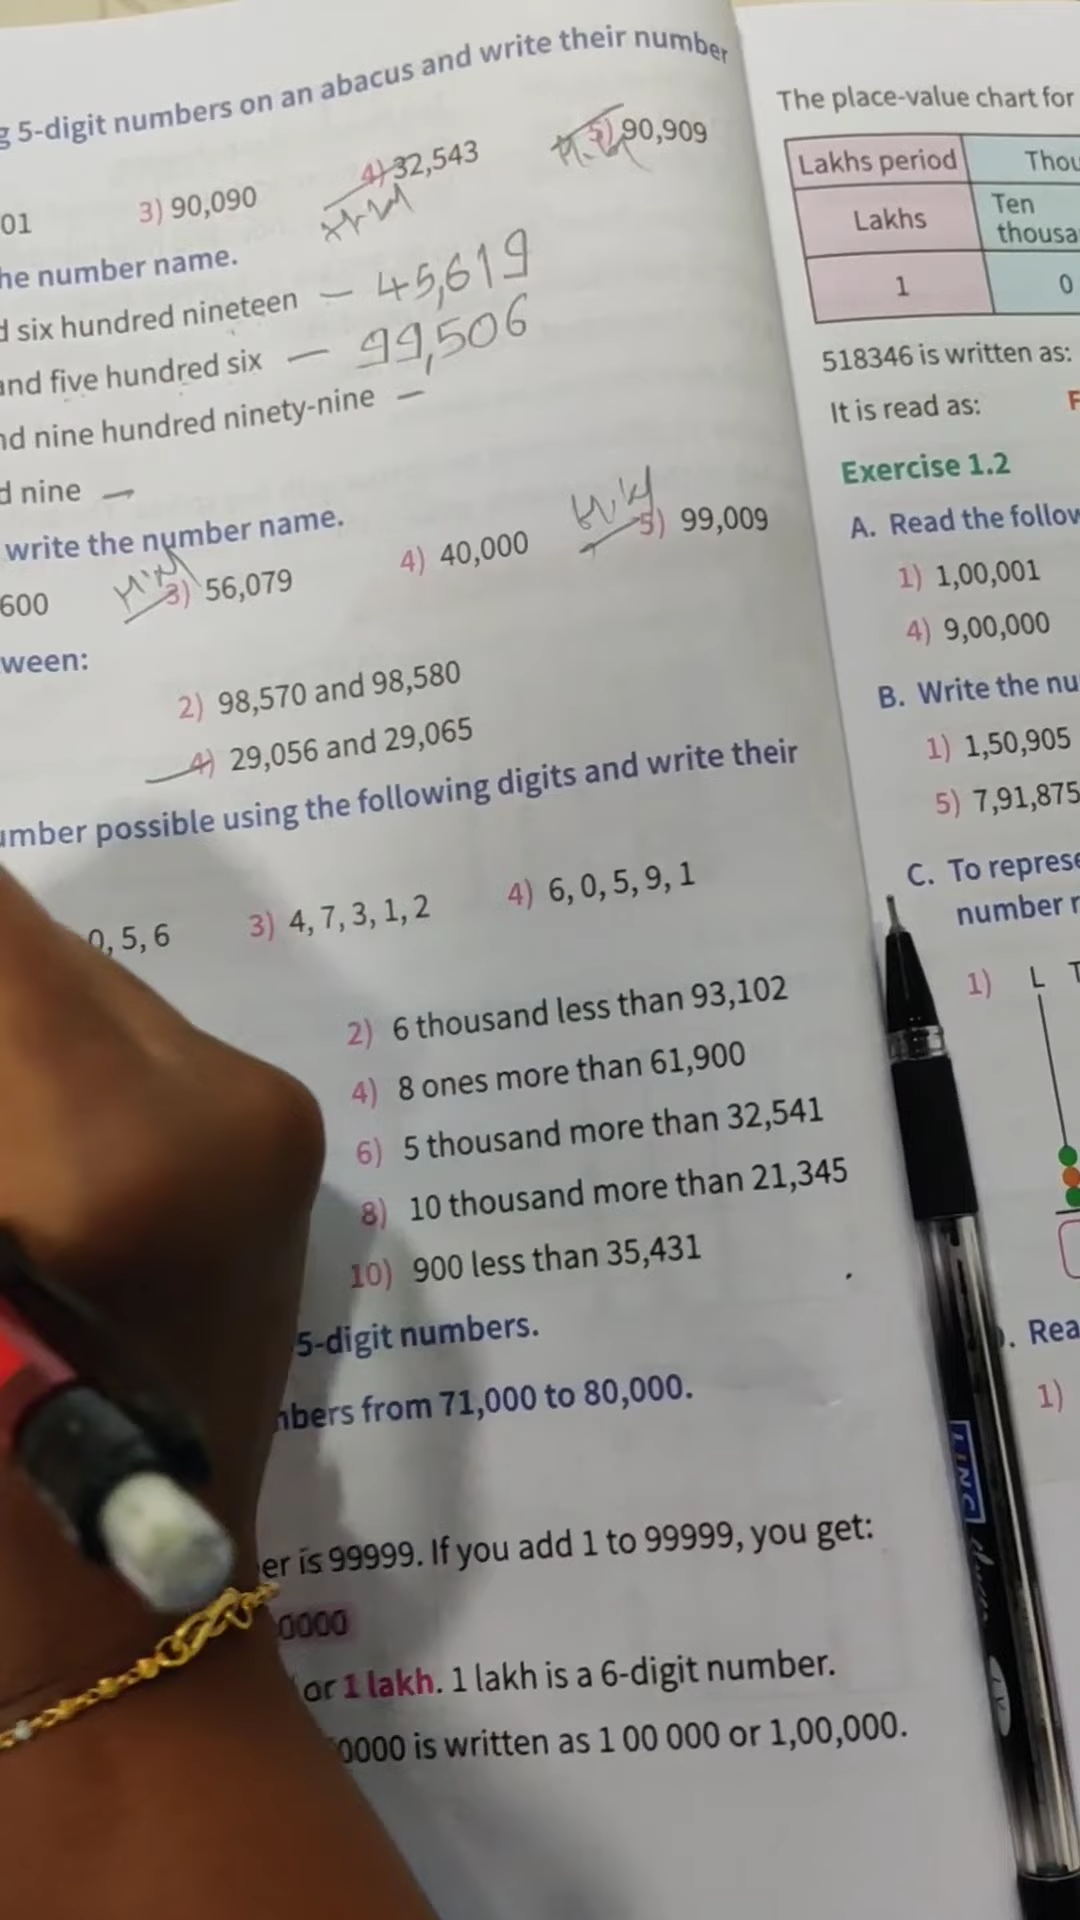 5-digit numbers on an abacus and write their number
01 3) 90,090 4) 32,543 5) 90,909
H.W
he number name.
d six hundred nineteen – 45,619
and five hundred six – 99,506
nd nine hundred ninety-nine –
d nine –
write the number name.
600 3) 56,079 4) 40,000 5) 99,009
H.W H.W
ween:
2) 98,570 and 98,580
4) 29,056 and 29,065
umber possible using the following digits and write their
0, 5, 6 3) 4, 7, 3, 1, 2 4) 6, 0, 5, 9, 1
2) 6 thousand less than 93,102
4) 8 ones more than 61,900
6) 5 thousand more than 32,541
8) 10 thousand more than 21,345
10) 900 less than 35,431
5-digit numbers.
nbers from 71,000 to 80,000.
er is 99999. If you add 1 to 99999, you get:
0000
or 1 lakh. 1 lakh is a 6-digit number.
0000 is written as 1 00 000 or 1,00,000.
The place-value chart for
Lakhs period Thou
Lakhs Ten thousa
1 0
518346 is written as:
It is read as: F
Exercise 1.2
A. Read the follow
1) 1,00,001
4) 9,00,000
B. Write the nu
1) 1,50,905
5) 7,91,875
C. To represe
number r
1) L T
. Rea
1)
LINC